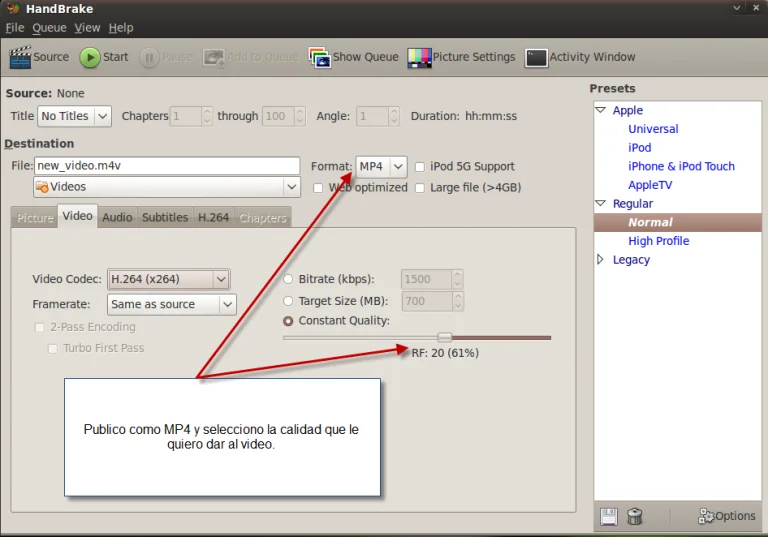 HandBrake
File Queue View Help
Source Start Pause Add to Queue Show Queue Picture Settings Activity Window
Source: None
Title No Titles Chapters 1 through 100 Angle: 1 Duration: hh:mm:ss
Destination
File: new_video.m4v Format: MP4 iPod 5G Support
Videos Web optimized Large file (>4GB)
Picture Video Audio Subtitles H.264 Chapters
Video Codec: H.264 (x264) Bitrate (kbps): 1500
Framerate: Same as source Target Size (MB): 700
2-Pass Encoding Constant Quality:
Turbo First Pass RF: 20 (61%)
Publico como MP4 y selecciono la calidad que le
quiero dar al video.
Presets
Apple
Universal
iPod
iPhone & iPod Touch
AppleTV
Regular
Normal
High Profile
Legacy
Options